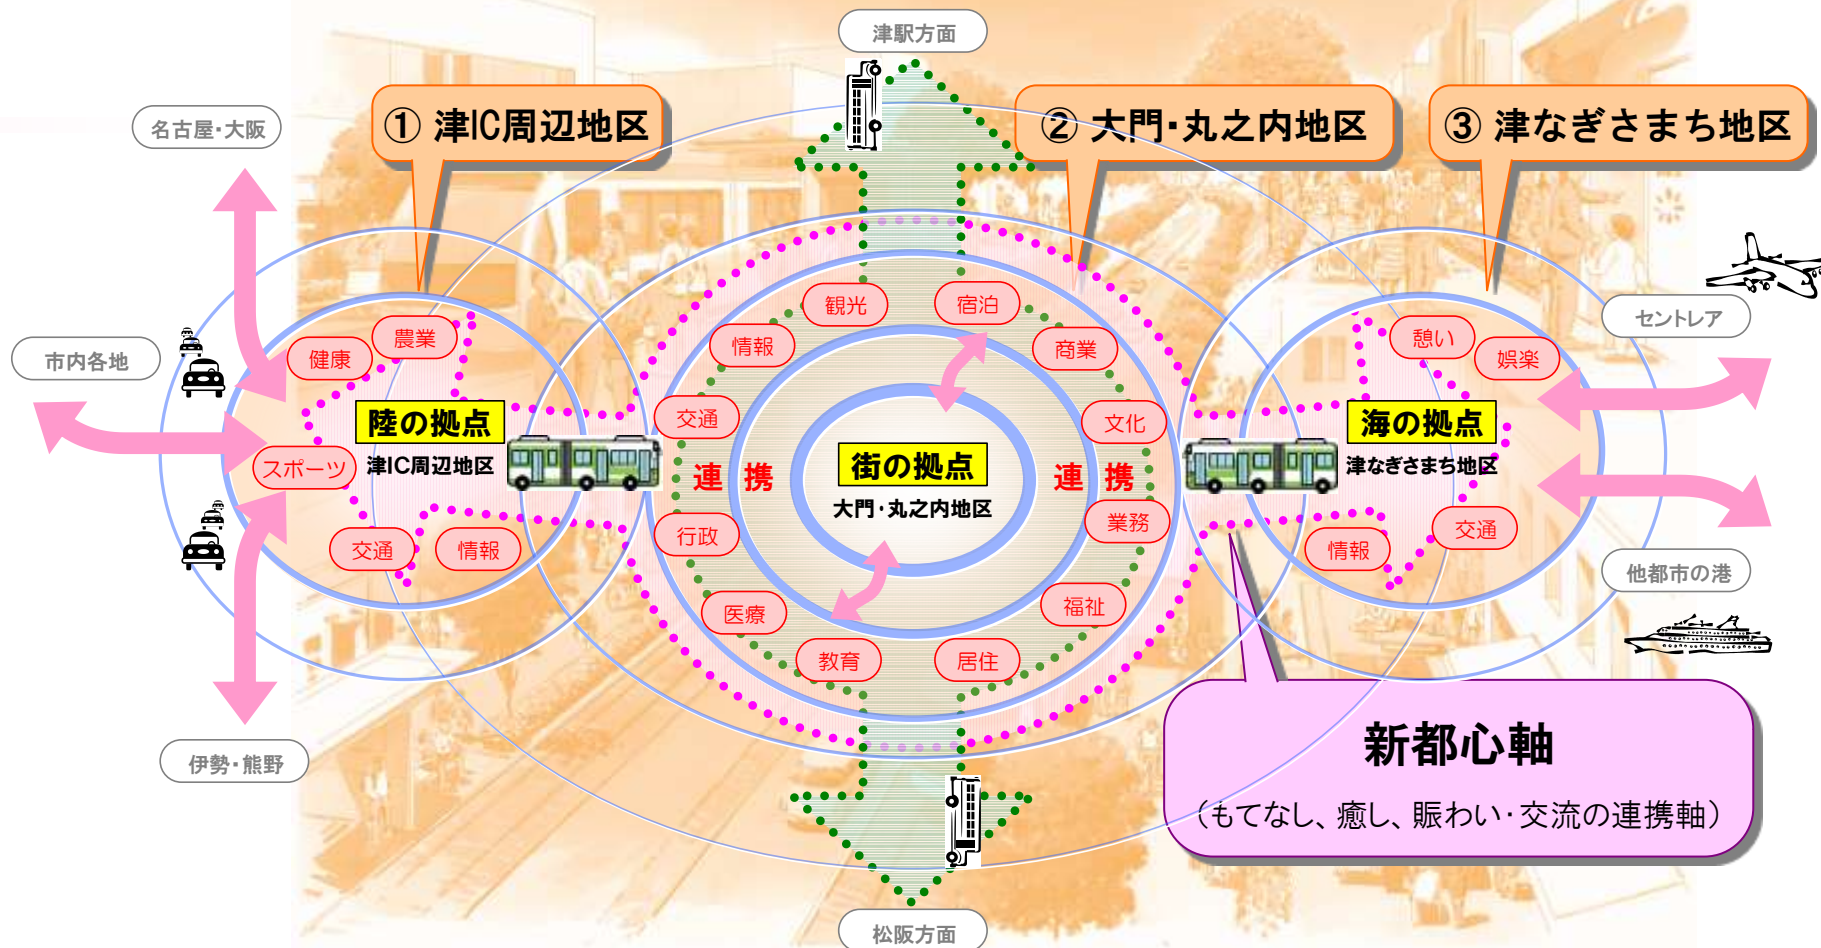 津駅方面
名古屋・大阪
① 津IC周辺地区
② 大門・丸之内地区
③ 津なぎさまち地区
観光
宿泊
農業
健康
情報
商業
憩い
娯楽
セントレア
市内各地
交通
文化
陸の拠点
津IC周辺地区
スポーツ
連携
街の拠点
大門・丸之内地区
連携
海の拠点
津なぎさまち地区
行政
業務
交通
情報
情報
交通
他都市の港
医療
福祉
教育
居住
伊勢・熊野
新都心軸
(もてなし、癒し、賑わい・交流の連携軸)
松阪方面